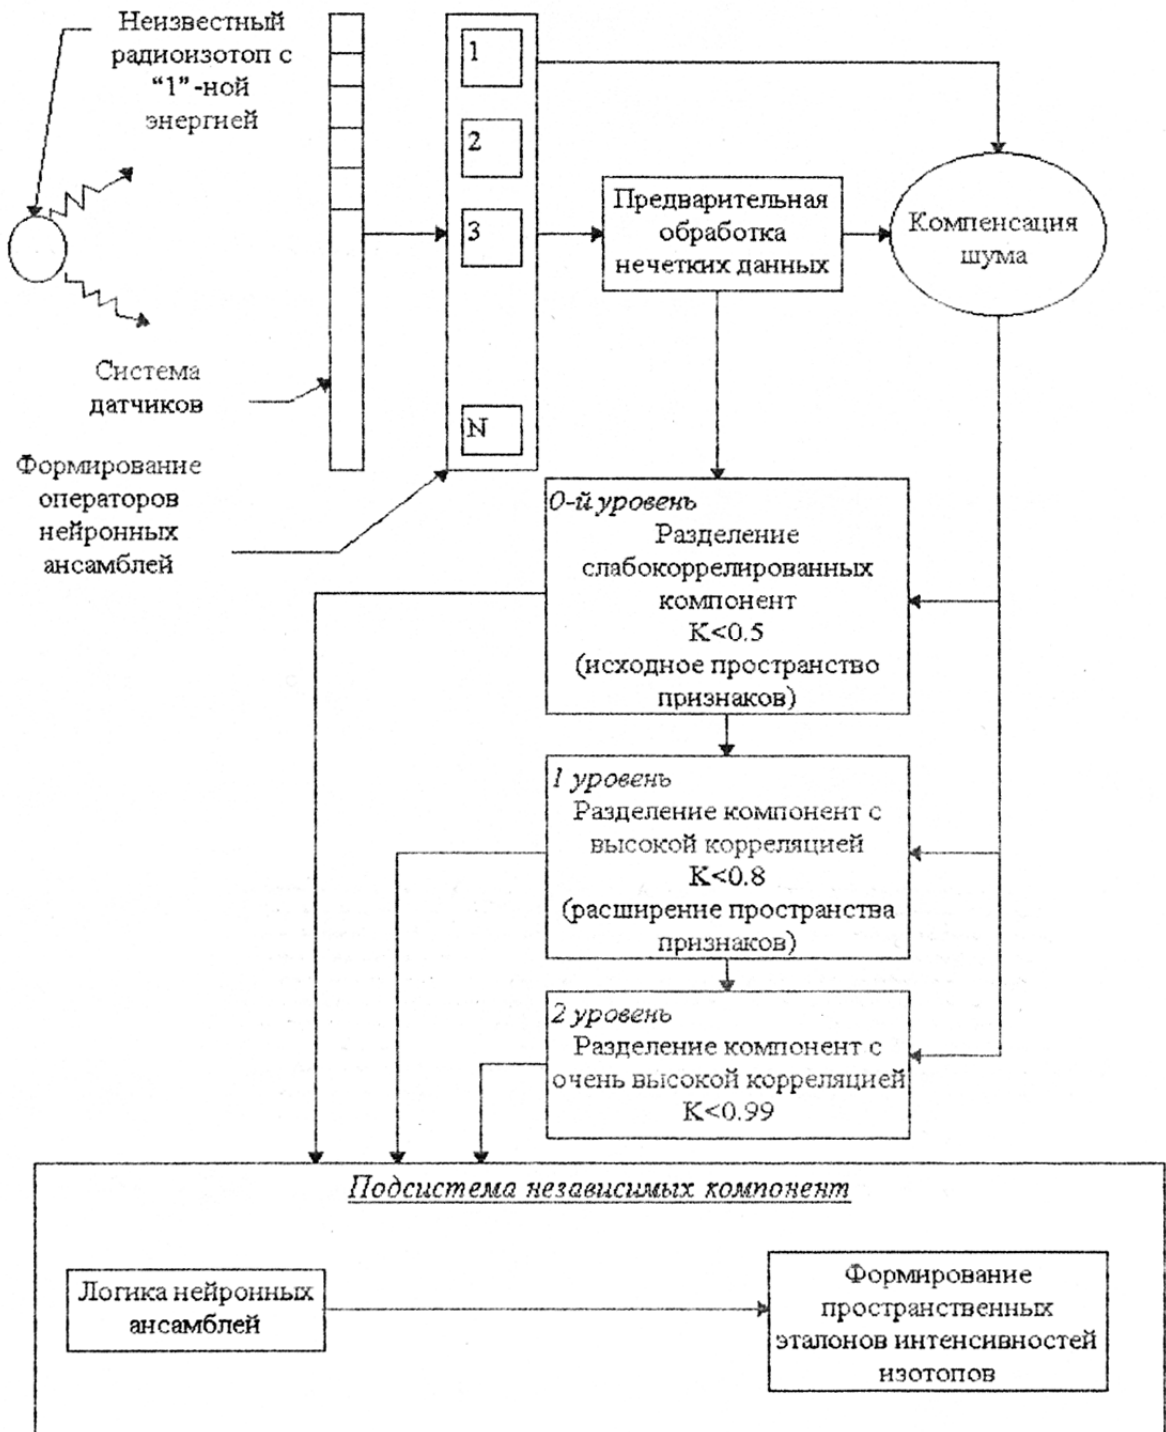 Неизвестный
радиоизотоп с
“1”-ной
энергией
1
2
3
N
Предварительная
обработка
нечетких данных
Компенсация
шума
Система
датчиков
Формирование
операторов
нейронных
ансамблей
0-й уровень
Разделение
слабокоррелированных
компонент
K<0.5
(исходное пространство
признаков)
1 уровень
Разделение компонент с
высокой корреляцией
K<0.8
(расширение пространства
признаков)
2 уровень
Разделение компонент с
очень высокой корреляцией
K<0.99
Подсистема независимых компонент
Логика нейронных
ансамблей
Формирование
пространственных
эталонов интенсивностей
изотопов